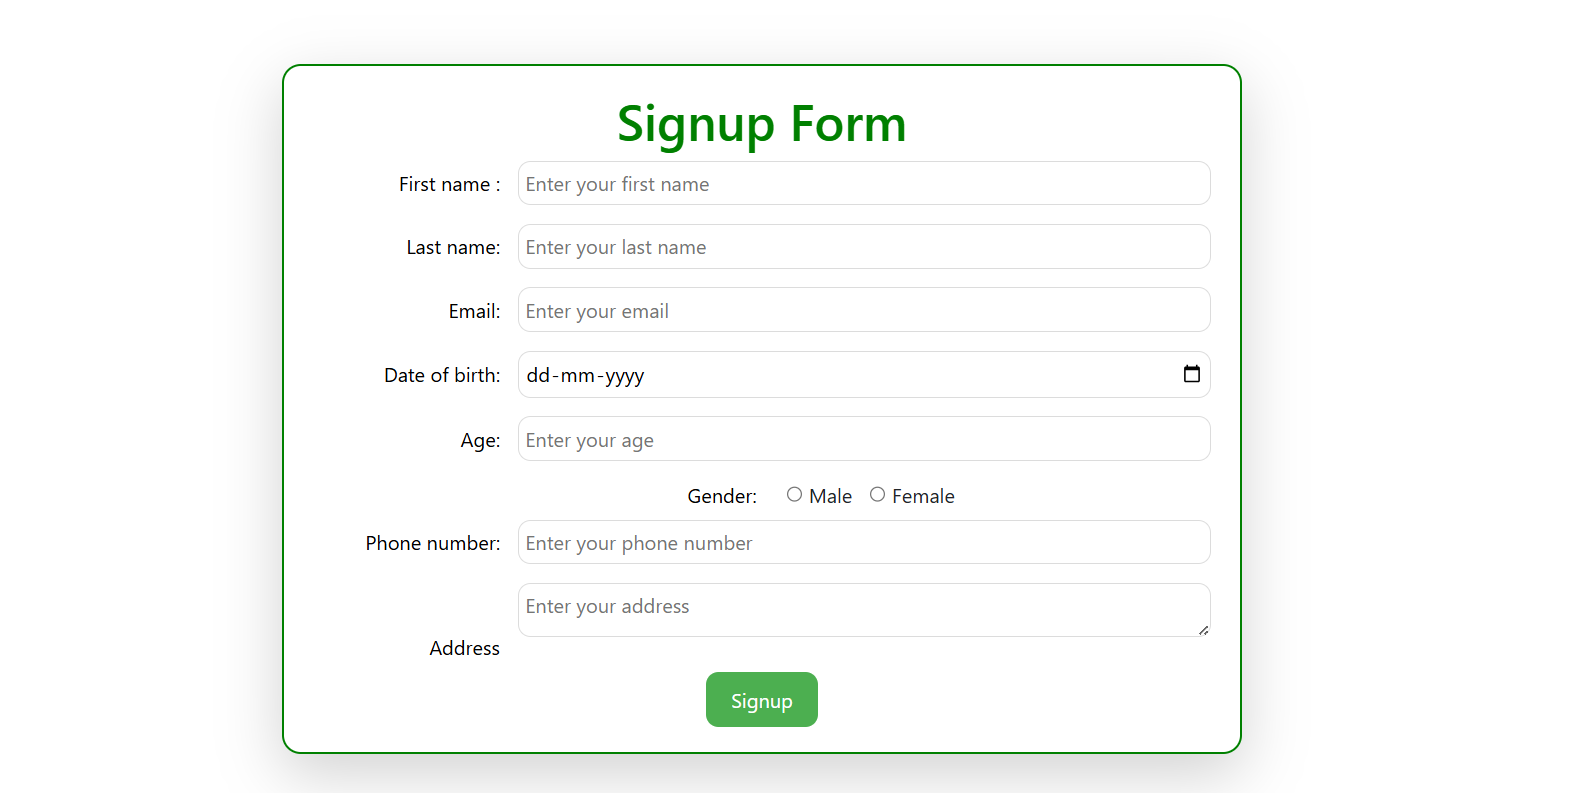 Signup Form
First name : Enter your first name
Last name: Enter your last name
Email: Enter your email
Date of birth: dd-mm-yyyy
Age: Enter your age
Gender: Male Female
Phone number: Enter your phone number
Enter your address
Address
Signup